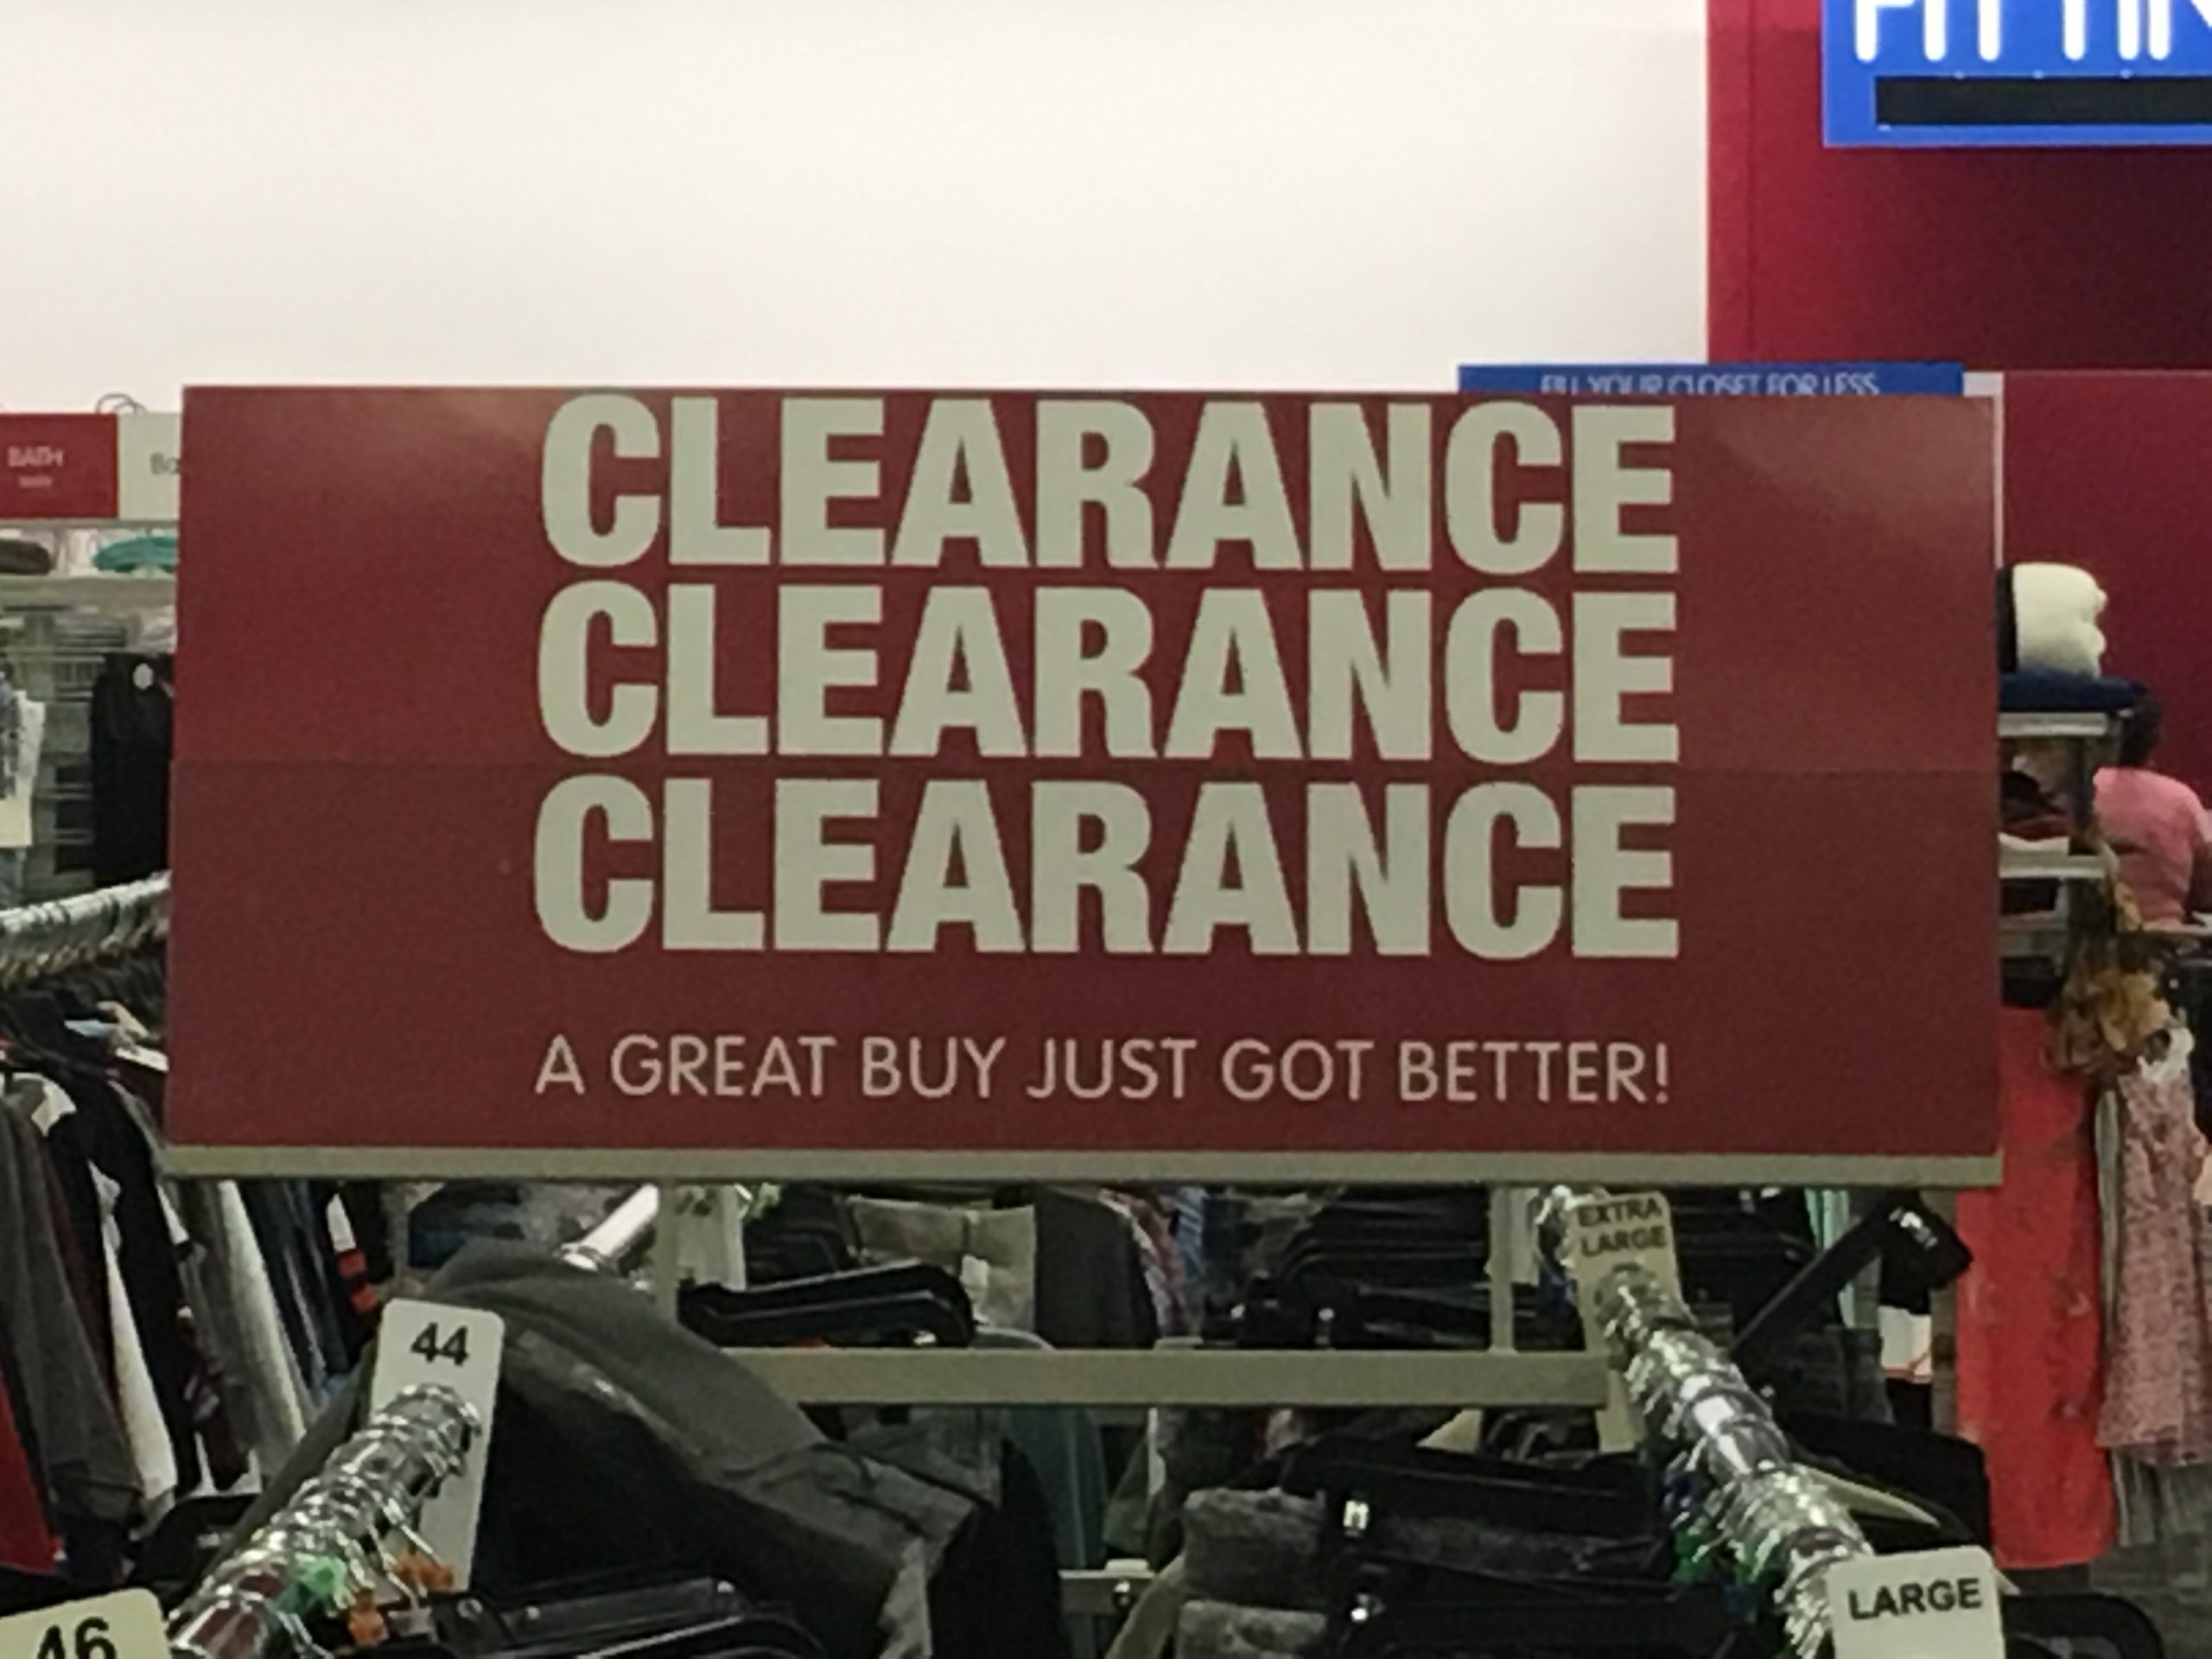 FILL YOUR CLOSET FOR LESS
BATH
CLEARANCE
CLEARANCE
CLEARANCE
A GREAT BUY JUST GOT BETTER!
EXTRA
LARGE
44
LARGE
46